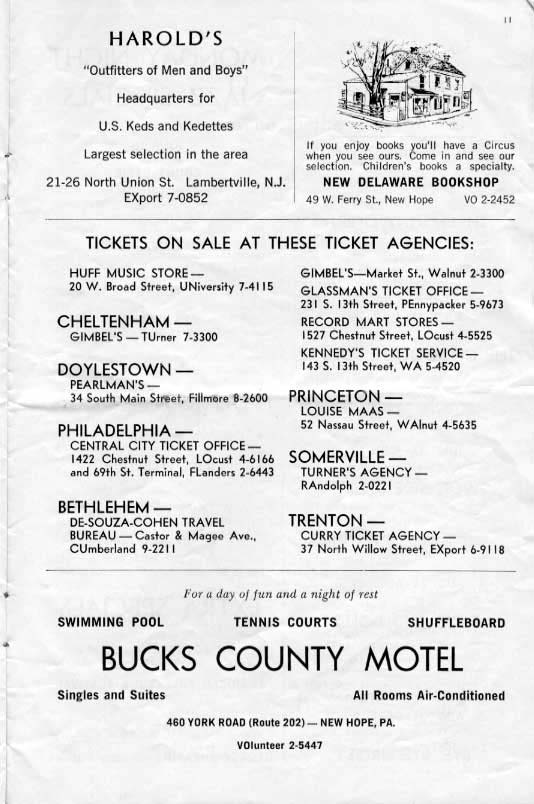 11
HAROLD'S
"Outfitters of Men and Boys"
Headquarters for
U.S. Keds and Kedettes
Largest selection in the area
21-26 North Union St. Lambertville, N.J.
EXport 7-0852
If you enjoy books you'll have a Circus
when you see ours. Come in and see our
selection. Children's books a specialty.
NEW DELAWARE BOOKSHOP
49 W. Ferry St., New Hope VO 2-2452
TICKETS ON SALE AT THESE TICKET AGENCIES:
HUFF MUSIC STORE —
20 W. Broad Street, UNiversity 7-4115
CHELTENHAM —
GIMBEL'S — TUrner 7-3300
DOYLESTOWN —
PEARLMAN'S —
34 South Main Street, Fillmore 8-2600
PHILADELPHIA —
CENTRAL CITY TICKET OFFICE —
1422 Chestnut Street, LOcust 4-6166
and 69th St. Terminal, FLanders 2-6443
BETHLEHEM —
DE-SOUZA-COHEN TRAVEL
BUREAU — Castor & Magee Ave.,
CUmberland 9-2211
GIMBEL'S—Market St., Walnut 2-3300
GLASSMAN'S TICKET OFFICE —
231 S. 13th Street, PEnnypacker 5-9673
RECORD MART STORES —
1527 Chestnut Street, LOcust 4-5525
KENNEDY'S TICKET SERVICE —
143 S. 13th Street, WA 5-4520
PRINCETON —
LOUISE MAAS —
52 Nassau Street, WAlnut 4-5635
SOMERVILLE —
TURNER'S AGENCY —
RAndolph 2-0221
TRENTON —
CURRY TICKET AGENCY —
37 North Willow Street, EXport 6-9118
For a day of fun and a night of rest
SWIMMING POOL TENNIS COURTS SHUFFLEBOARD
BUCKS COUNTY MOTEL
Singles and Suites All Rooms Air-Conditioned
460 YORK ROAD (Route 202) — NEW HOPE, PA.
VOlunteer 2-5447